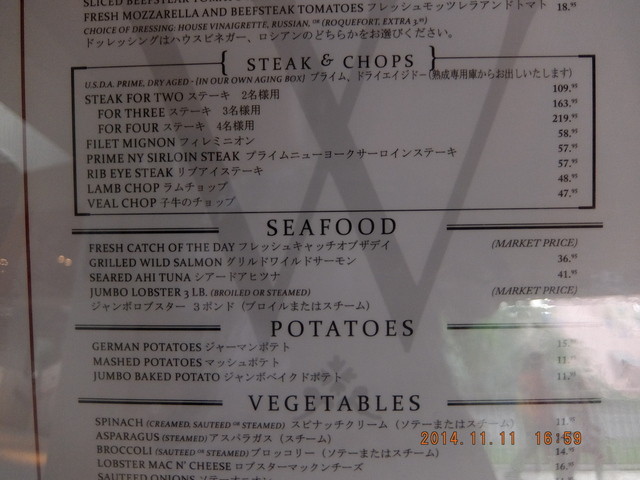 SLICED BEEFSTEAK
FRESH MOZZARELLA AND BEEFSTEAK TOMATOES フレッシュモッツレラアンドトマト 18.95
CHOICE OF DRESSING: HOUSE VINAIGRETTE, RUSSIAN, OR (ROQUEFORT, EXTRA 3.00)
ドッレッシングはハウスビネガー、ロシアンのどちらかをお選びください。
STEAK & CHOPS
U.S.D.A. PRIME, DRY AGED - (IN OUR OWN AGING BOX) プライム、ドライエイジドー(熟成専用庫からお出しいたします)
STEAK FOR TWO ステーキ 2名様用 109.95
FOR THREE ステーキ 3名様用 163.95
FOR FOUR ステーキ 4名様用 219.95
FILET MIGNON フィレミニオン 58.95
PRIME NY SIRLOIN STEAK プライムニューヨークサーロインステーキ 57.95
RIB EYE STEAK リブアイステーキ 57.95
LAMB CHOP ラムチョップ 48.95
VEAL CHOP 子牛のチョップ 47.95
SEAFOOD
FRESH CATCH OF THE DAY フレッシュキャッチオブザデイ (MARKET PRICE)
GRILLED WILD SALMON グリルドワイルドサーモン 36.95
SEARED AHI TUNA シアードアヒツナ 41.95
JUMBO LOBSTER 3 LB. (BROILED OR STEAMED) (MARKET PRICE)
ジャンボロブスター 3ポンド (ブロイルまたはスチーム)
POTATOES
GERMAN POTATOES ジャーマンポテト
MASHED POTATOES マッシュポテト
JUMBO BAKED POTATO ジャンボベイクドポテト
VEGETABLES
SPINACH (CREAMED, SAUTEED OR STEAMED) スピナッチクリーム (ソテーまたはスチーム)
ASPARAGUS (STEAMED) アスパラガス (スチーム)
BROCCOLI (SAUTEED OR STEAMED) ブロッコリー (ソテーまたはスチーム) 14.95
LOBSTER MAC N' CHEESE ロブスターマックンチーズ
SAUTEED ONIONS ソテーオニオン
2014.11.11 16:59